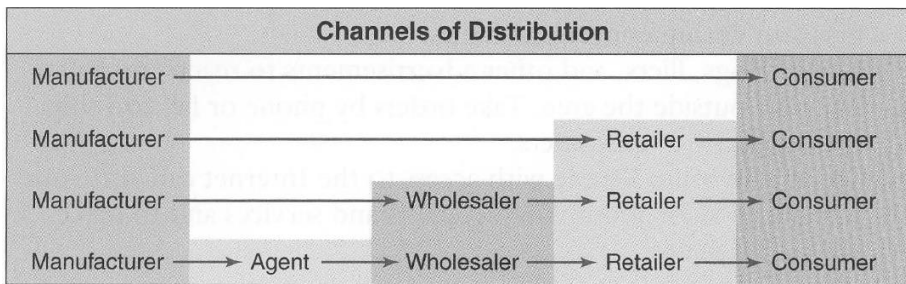 Channels of Distribution
Manufacturer Consumer
Manufacturer Retailer Consumer
Manufacturer Wholesaler Retailer Consumer
Manufacturer Agent Wholesaler Retailer Consumer